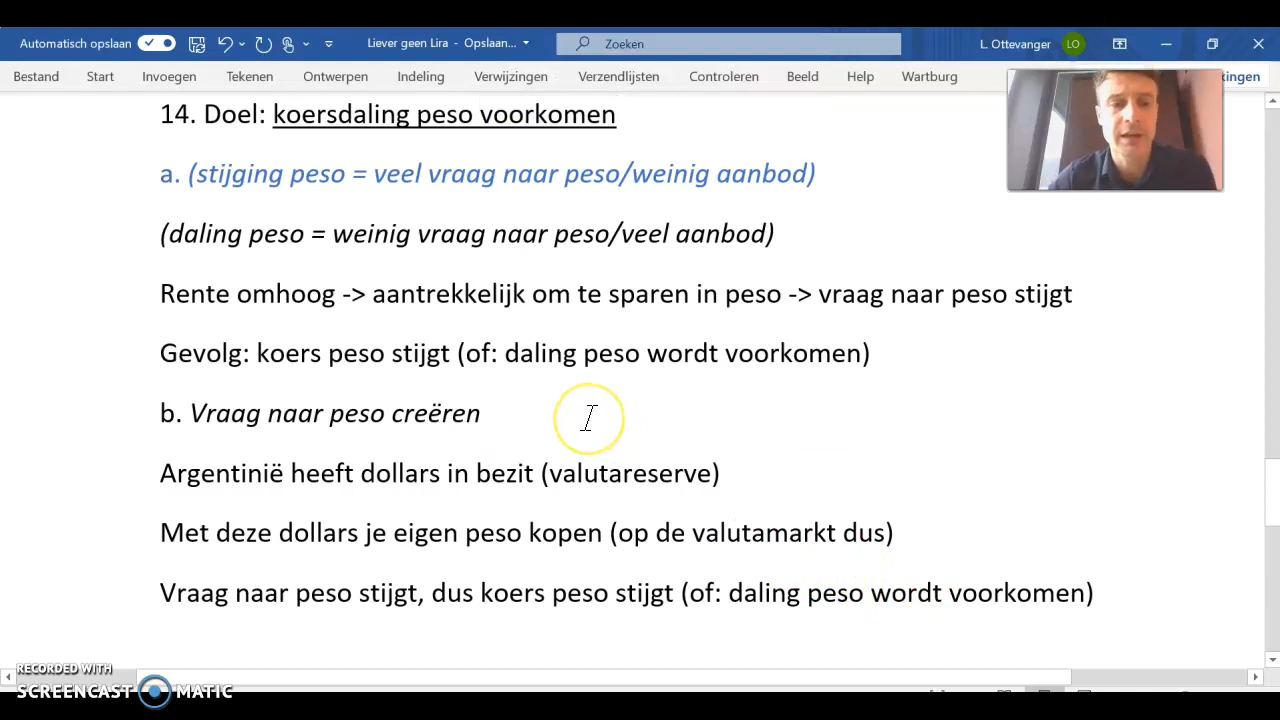 Automatisch opslaan
Liever geen Lira - Opslaan...
Zoeken
L. Ottevanger LO
Bestand Start Invoegen Tekenen Ontwerpen Indeling Verwijzingen Verzendlijsten Controleren Beeld Help Wartburg
14. Doel: koersdaling peso voorkomen
a. (stijging peso = veel vraag naar peso/weinig aanbod)
(daling peso = weinig vraag naar peso/veel aanbod)
Rente omhoog -> aantrekkelijk om te sparen in peso -> vraag naar peso stijgt
Gevolg: koers peso stijgt (of: daling peso wordt voorkomen)
b. Vraag naar peso creëren
Argentinië heeft dollars in bezit (valutareserve)
Met deze dollars je eigen peso kopen (op de valutamarkt dus)
Vraag naar peso stijgt, dus koers peso stijgt (of: daling peso wordt voorkomen)
RECORDED WITH
SCREENCAST MATIC